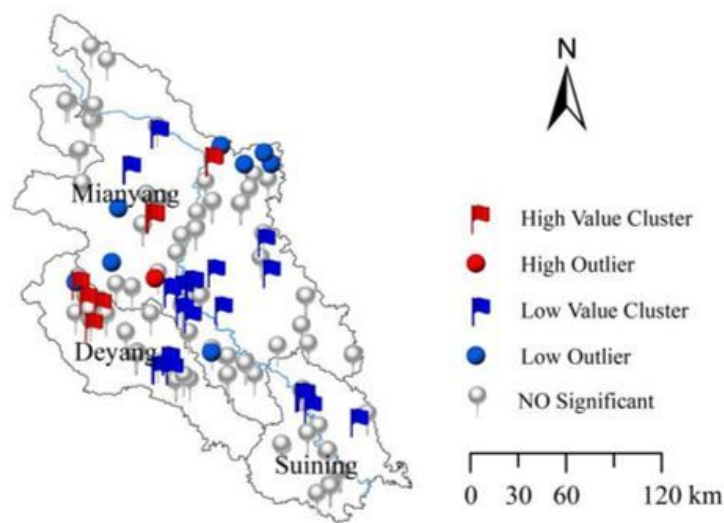 N
Mianyang
Deyang
Suining
High Value Cluster
High Outlier
Low Value Cluster
Low Outlier
NO Significant
0 30 60 120 km